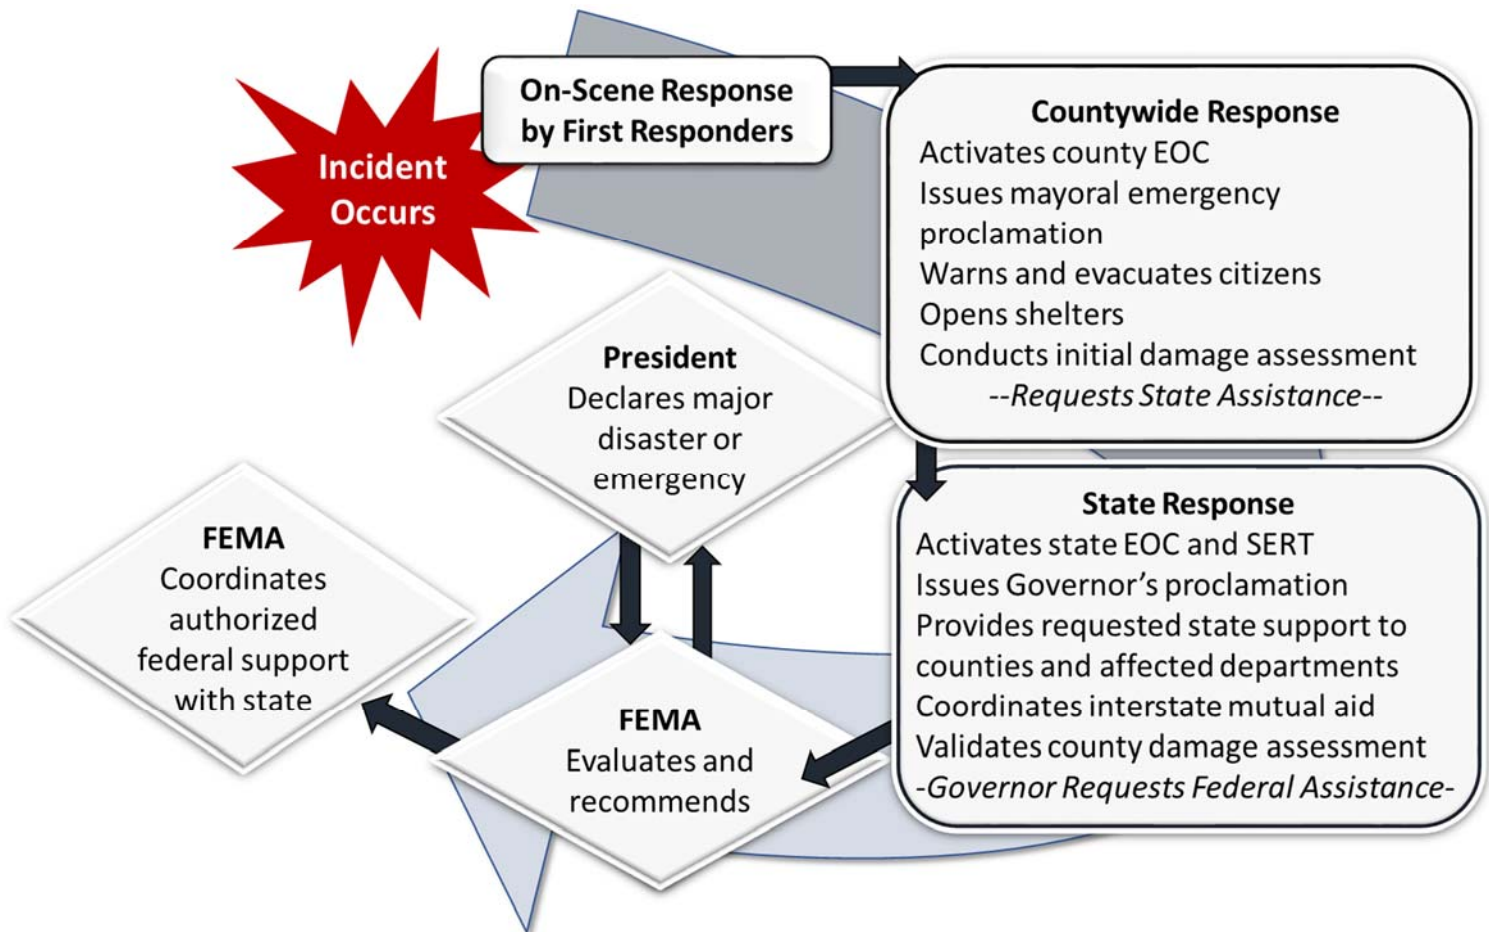 Incident
Occurs
On-Scene Response
by First Responders
Countywide Response
Activates county EOC
Issues mayoral emergency
proclamation
Warns and evacuates citizens
Opens shelters
Conducts initial damage assessment
--Requests State Assistance--
State Response
Activates state EOC and SERT
Issues Governor’s proclamation
Provides requested state support to
counties and affected departments
Coordinates interstate mutual aid
Validates county damage assessment
-Governor Requests Federal Assistance-
FEMA
Evaluates and
recommends
President
Declares major
disaster or
emergency
FEMA
Coordinates
authorized
federal support
with state